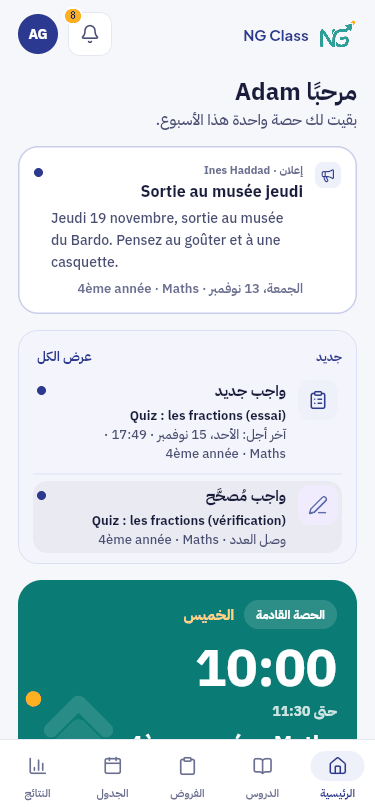 NG Class
8
AG
مرحبًا Adam
بقيت لك حصة واحدة هذا الأسبوع.
إعلان · Ines Haddad
Sortie au musée jeudi
Jeudi 19 novembre, sortie au musée
du Bardo. Pensez au goûter et à une
casquette.
الجمعة، 13 نوفمبر · 4ème année · Maths
جديد
عرض الكل
واجب جديد
Quiz : les fractions (essai)
آخر أجل: الأحد، 15 نوفمبر · 17:49 ·
4ème année · Maths
واجب مُصحَّح
Quiz : les fractions (vérification)
وصل العدد · 4ème année · Maths
الحصة القادمة
الخميس
10:00
حتى 11:30
الرئيسية
الدروس
الفروض
الجدول
النتائج